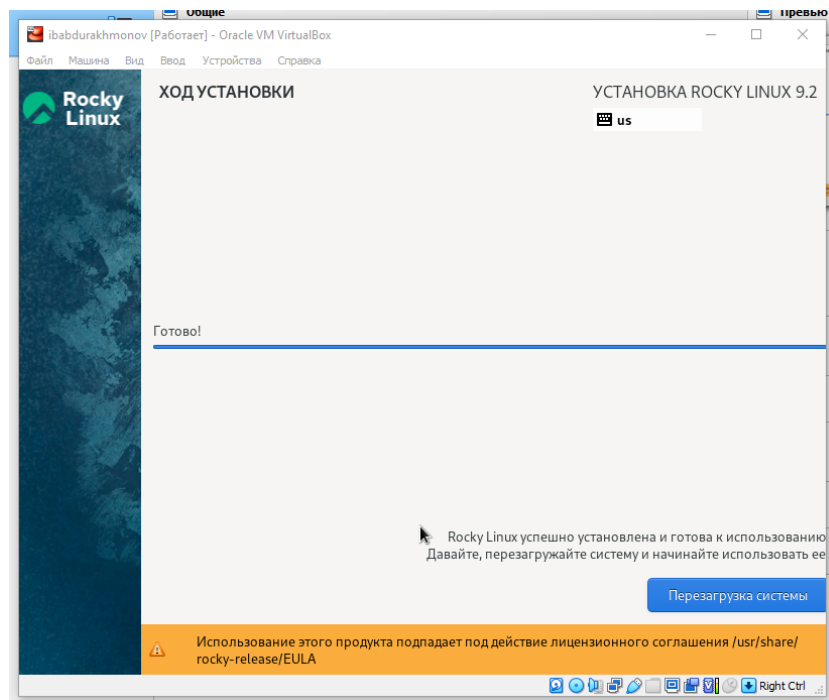 Общие
Превью
ibabdurakhmonov [Работает] - Oracle VM VirtualBox
Файл Машина Вид Ввод Устройства Справка
Rocky
Linux
ХОД УСТАНОВКИ
УСТАНОВКА ROCKY LINUX 9.2
us
Готово!
Rocky Linux успешно установлена и готова к использованию
Давайте, перезагружайте систему и начинайте использовать ее
Перезагрузка системы
Использование этого продукта подпадает под действие лицензионного соглашения /usr/share/
rocky-release/EULA
Right Ctrl